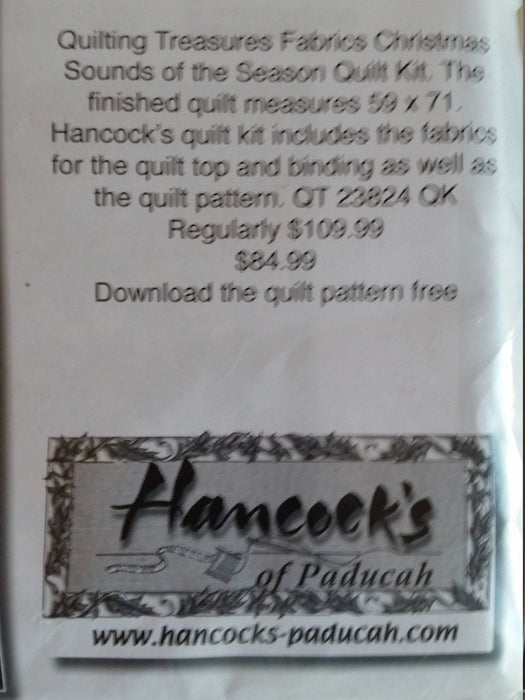 Quilting Treasures Fabrics Christmas
Sounds of the Season Quilt Kit. The
finished quilt measures 59 x 71.
Hancock's quilt kit includes the fabrics
for the quilt top and binding as well as
the quilt pattern. QT 23824 QK
Regularly $109.99
$84.99
Download the quilt pattern free
Hancock's
of Paducah
www.hancocks-paducah.com